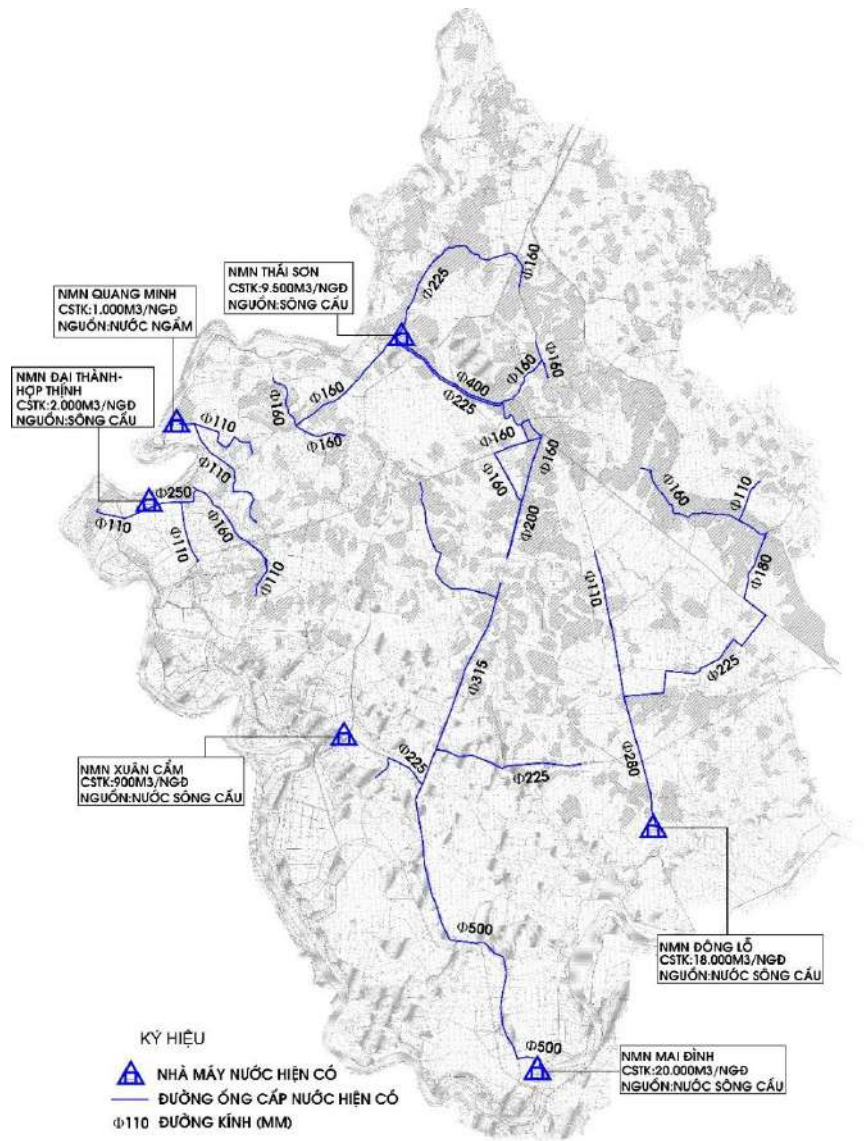 NMN THÁI SƠN
CSTK:9.500M3/NGĐ
NGUỒN:SÔNG CẦU
NMN QUANG MINH
CSTK:1.000M3/NGĐ
NGUỒN:NƯỚC NGẦM
NMN ĐẠI THÀNH-
HỢP THỊNH
CSTK:2.000M3/NGĐ
NGUỒN:SÔNG CẦU
Φ225
Φ160
Φ160
Φ160
Φ400
Φ225
Φ160
Φ160
Φ160
Φ110
Φ110
Φ160
Φ160
Φ160
Φ200
Φ250
Φ110
Φ160
Φ110
Φ110
Φ160
Φ110
Φ180
Φ110
Φ225
Φ315
Φ225
Φ225
Φ280
NMN XUÂN CẨM
CSTK:900M3/NGĐ
NGUỒN:NƯỚC SÔNG CẦU
Φ500
NMN ĐÔNG LỖ
CSTK:18.000M3/NGĐ
NGUỒN:NƯỚC SÔNG CẦU
Φ500
NMN MAI ĐÌNH
CSTK:20.000M3/NGĐ
NGUỒN:NƯỚC SÔNG CẦU
KÝ HIỆU
NHÀ MÁY NƯỚC HIỆN CÓ
ĐƯỜNG ỐNG CẤP NƯỚC HIỆN CÓ
Φ110 ĐƯỜNG KÍNH (MM)